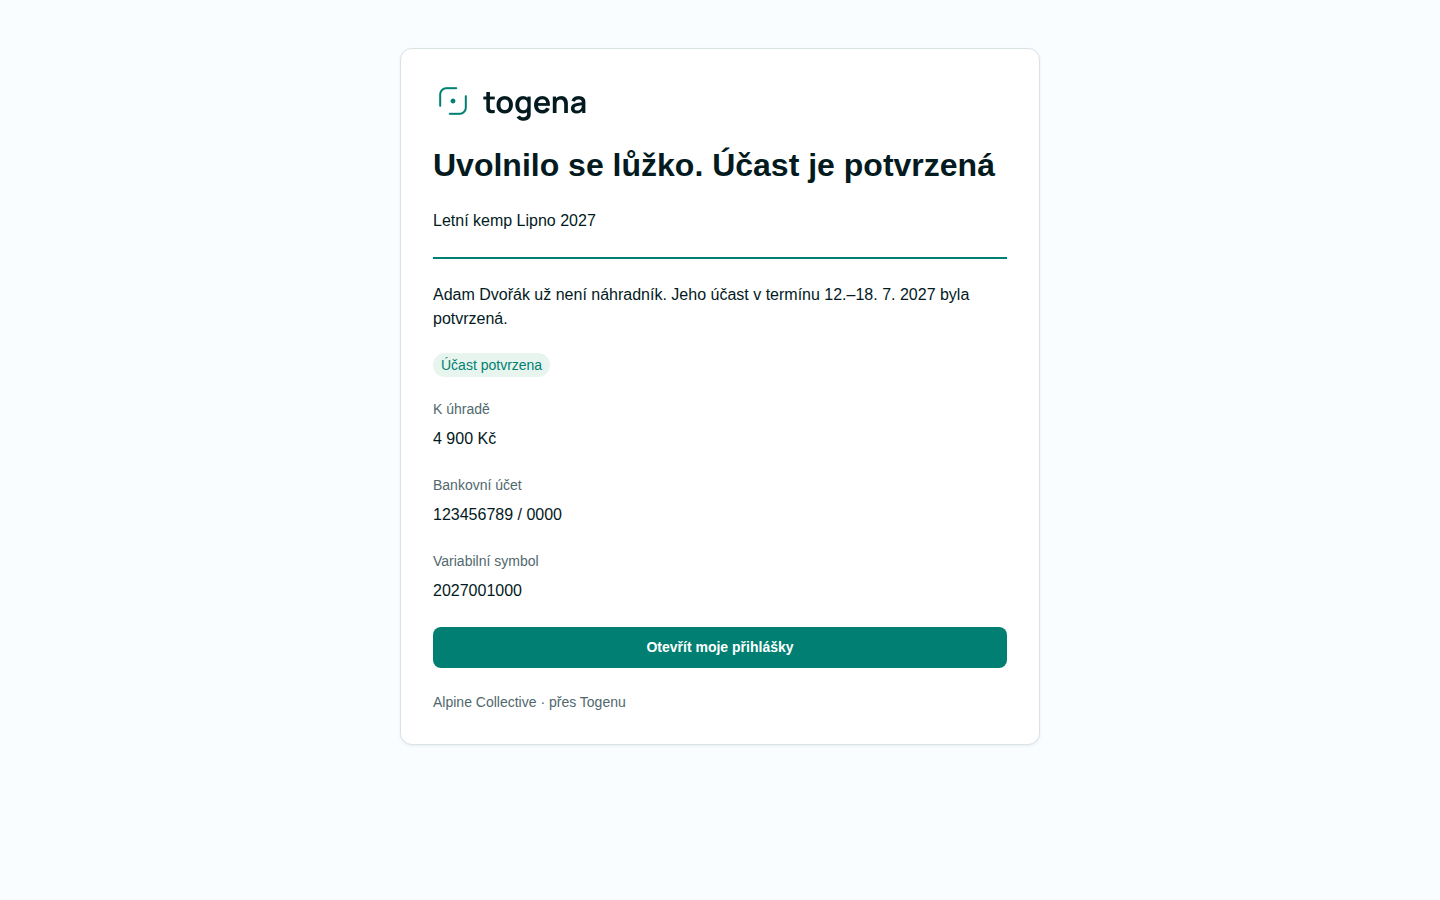 togena
Uvolnilo se lůžko. Účast je potvrzená
Letní kemp Lipno 2027
Adam Dvořák už není náhradník. Jeho účast v termínu 12.–18. 7. 2027 byla
potvrzená.
Účast potvrzena
K úhradě
4 900 Kč
Bankovní účet
123456789 / 0000
Variabilní symbol
2027001000
Otevřít moje přihlášky
Alpine Collective · přes Togenu